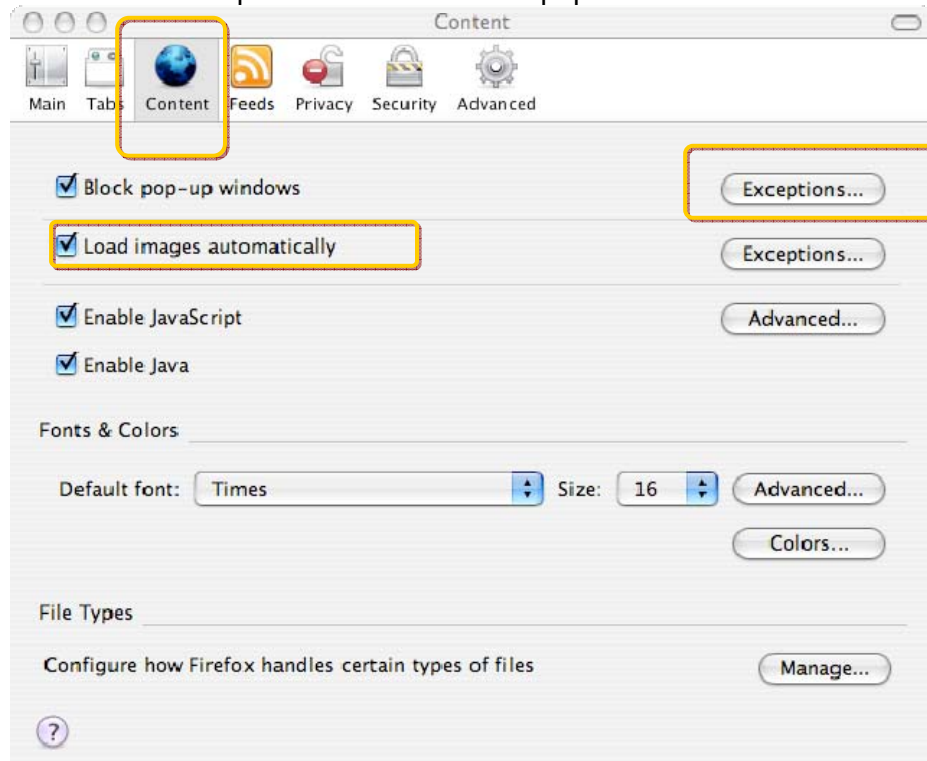 Content
Main Tabs Content Feeds Privacy Security Advanced
Block pop-up windows Exceptions...
Load images automatically Exceptions...
Enable JavaScript Advanced...
Enable Java
Fonts & Colors
Default font: Times Size: 16 Advanced...
Colors...
File Types
Configure how Firefox handles certain types of files Manage...
?